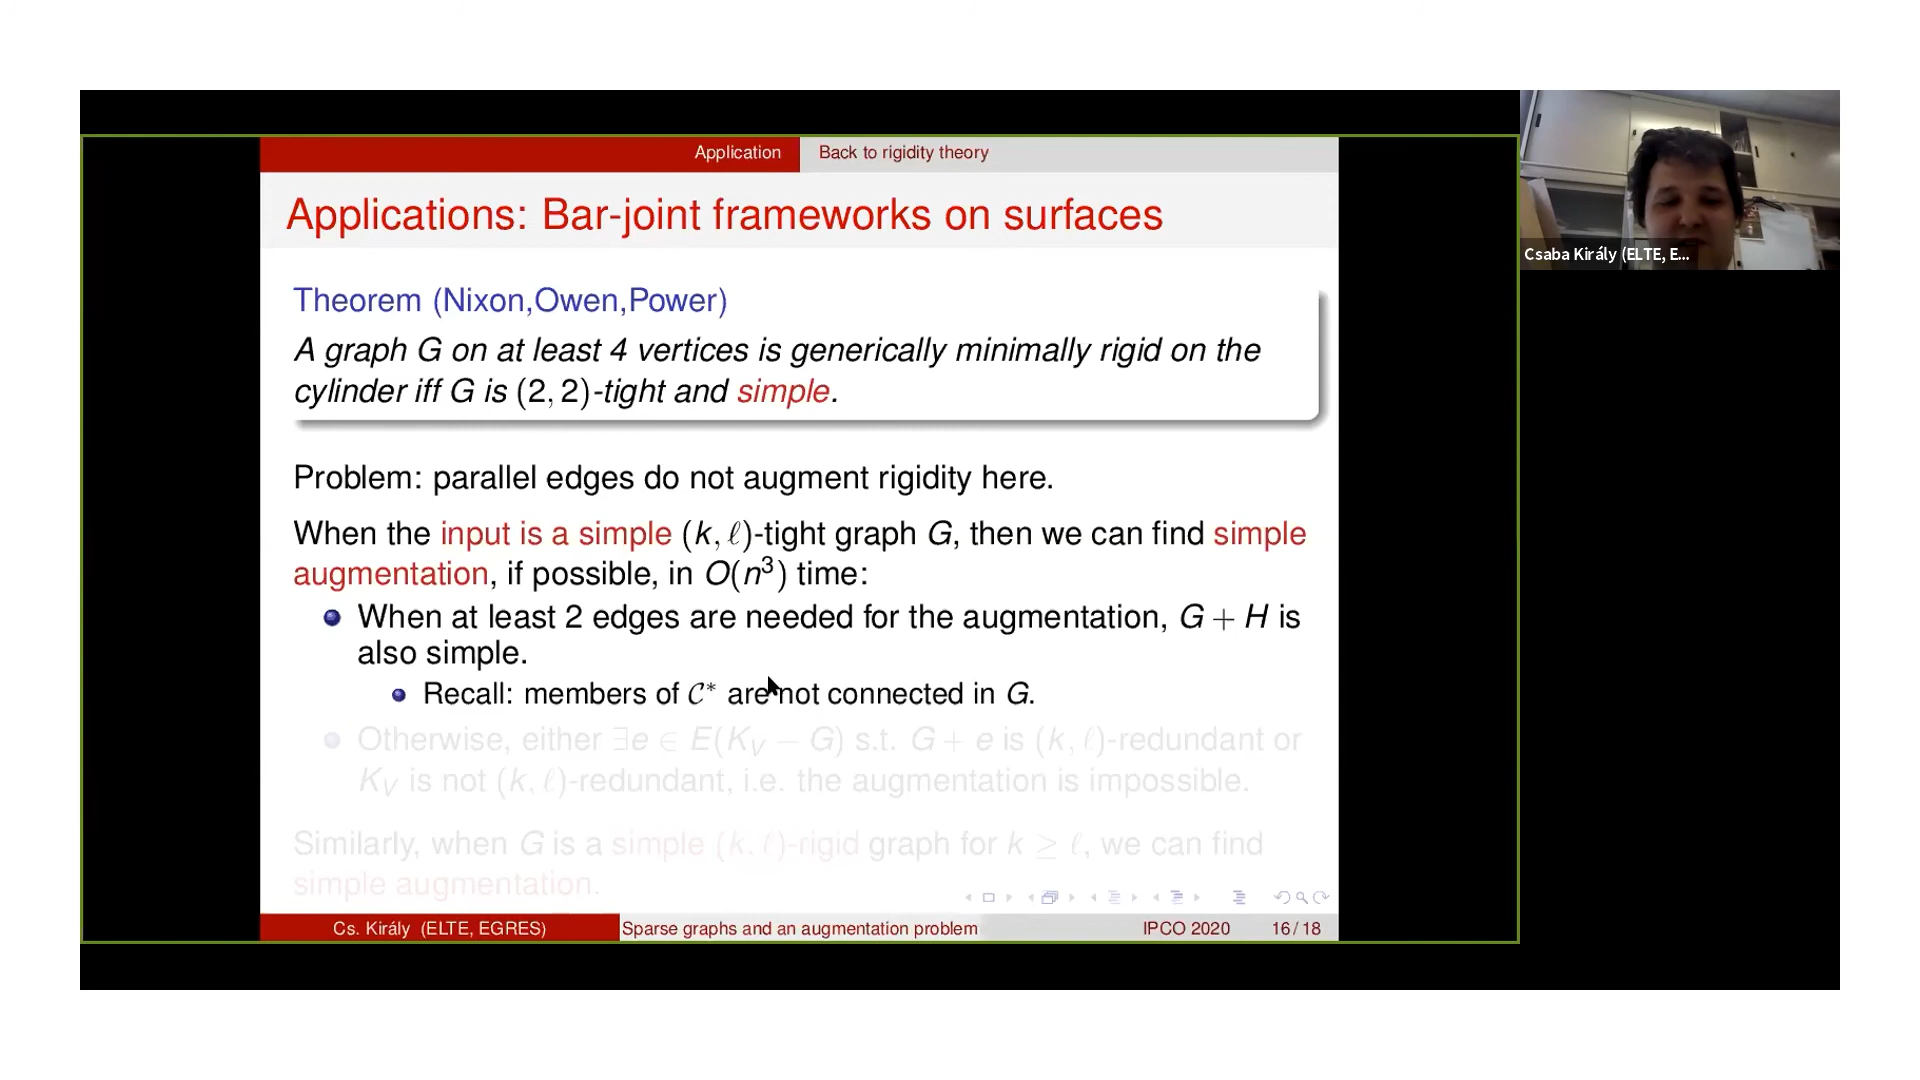 Application Back to rigidity theory
Applications: Bar-joint frameworks on surfaces
Csaba Király (ELTE, E...
Theorem (Nixon,Owen,Power)
A graph G on at least 4 vertices is generically minimally rigid on the
cylinder iff G is (2, 2)-tight and simple.
Problem: parallel edges do not augment rigidity here.
When the input is a simple (k, ℓ)-tight graph G, then we can find simple
augmentation, if possible, in O(n³) time:
When at least 2 edges are needed for the augmentation, G + H is
also simple.
Recall: members of 𝒞* are not connected in G.
Otherwise, either ∃e ∈ E(K_V − G) s.t. G + e is (k, ℓ)-redundant or
K_V is not (k, ℓ)-redundant, i.e. the augmentation is impossible.
Similarly, when G is a simple (k, ℓ)-rigid graph for k ≥ ℓ, we can find
simple augmentation.
Cs. Király (ELTE, EGRES) Sparse graphs and an augmentation problem IPCO 2020 16/18